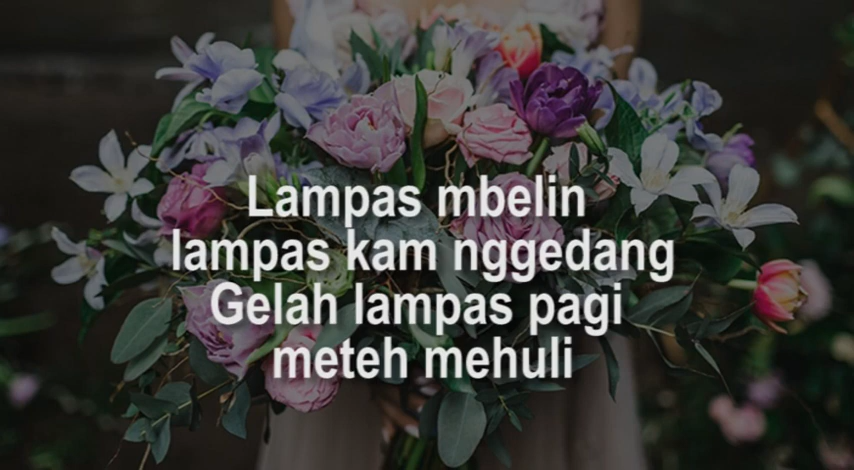 Lampas mbelin
lampas kam nggedang
Gelah lampas pagi
meteh mehuli